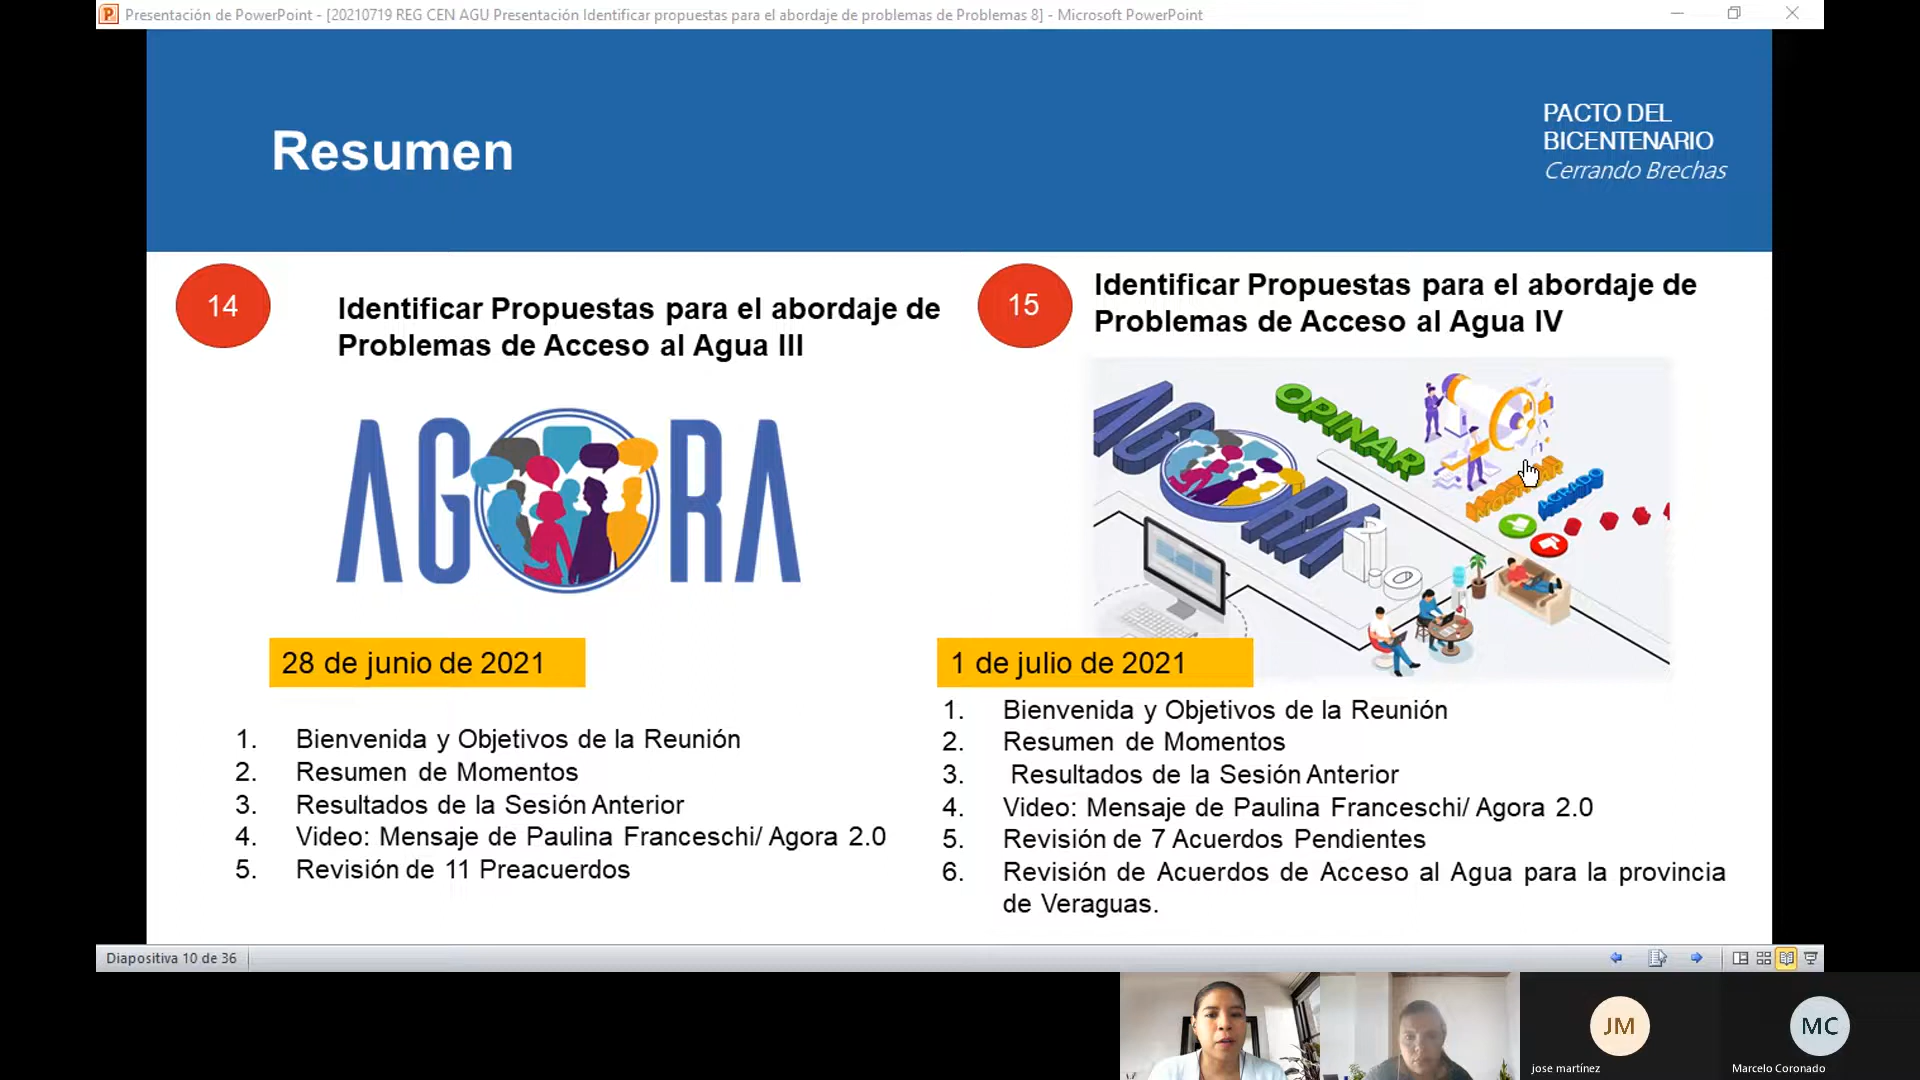 Presentación de PowerPoint - [20210719 REG CEN AGU Presentación Identificar propuestas para el abordaje de problemas de Problemas 8] - Microsoft PowerPoint
Resumen
PACTO DEL
BICENTENARIO
Cerrando Brechas
14
Identificar Propuestas para el abordaje de
Problemas de Acceso al Agua III
AGORA
28 de junio de 2021
1. Bienvenida y Objetivos de la Reunión
2. Resumen de Momentos
3. Resultados de la Sesión Anterior
4. Video: Mensaje de Paulina Franceschi/ Agora 2.0
5. Revisión de 11 Preacuerdos
15
Identificar Propuestas para el abordaje de
Problemas de Acceso al Agua IV
AGORA
OPINAR
AGRADO
1 de julio de 2021
1. Bienvenida y Objetivos de la Reunión
2. Resumen de Momentos
3. Resultados de la Sesión Anterior
4. Video: Mensaje de Paulina Franceschi/ Agora 2.0
5. Revisión de 7 Acuerdos Pendientes
6. Revisión de Acuerdos de Acceso al Agua para la provincia
de Veraguas.
Diapositiva 10 de 36
JM
jose martínez
MC
Marcelo Coronado